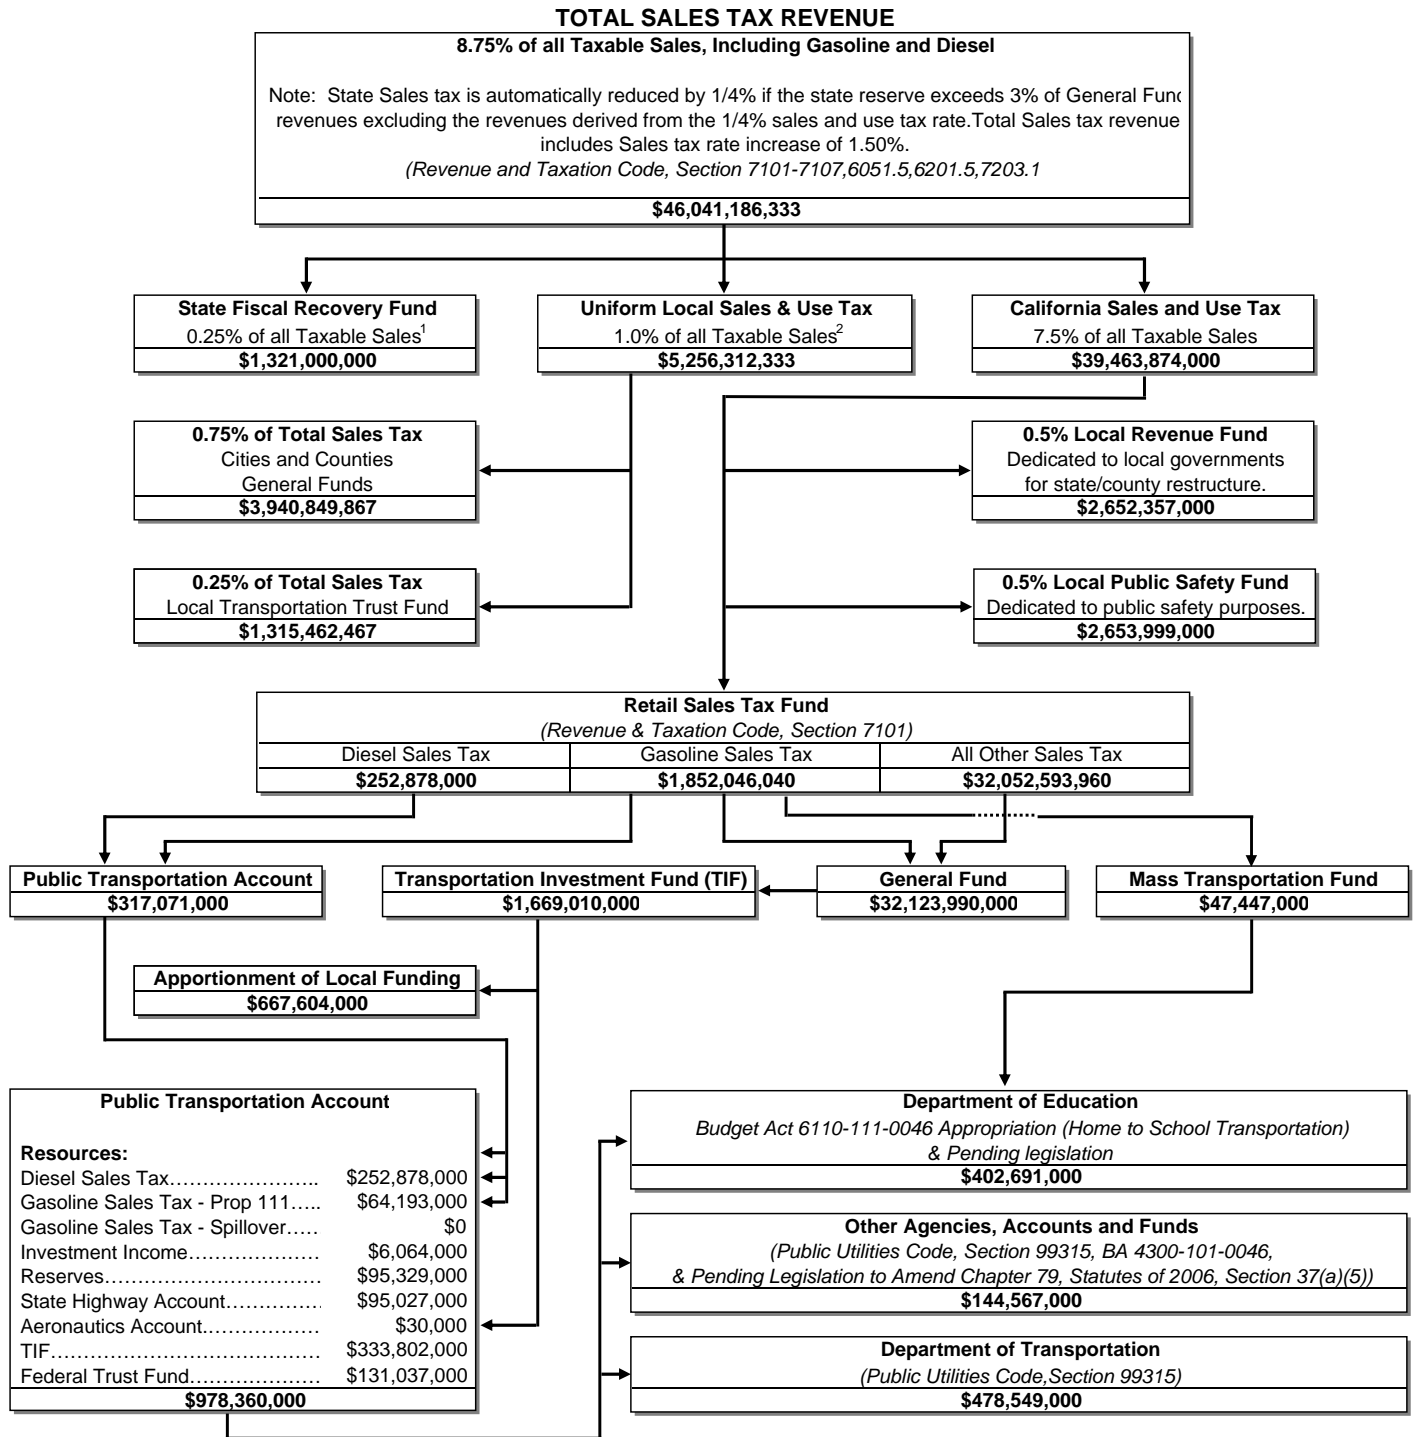 TOTAL SALES TAX REVENUE
8.75% of all Taxable Sales, Including Gasoline and Diesel
Note: State Sales tax is automatically reduced by 1/4% if the state reserve exceeds 3% of General Fund
revenues excluding the revenues derived from the 1/4% sales and use tax rate.Total Sales tax revenue
includes Sales tax rate increase of 1.50%.
(Revenue and Taxation Code, Section 7101-7107,6051.5,6201.5,7203.1
$46,041,186,333
State Fiscal Recovery Fund
0.25% of all Taxable Sales1
$1,321,000,000
Uniform Local Sales & Use Tax
1.0% of all Taxable Sales2
$5,256,312,333
California Sales and Use Tax
7.5% of all Taxable Sales
$39,463,874,000
0.75% of Total Sales Tax
Cities and Counties
General Funds
$3,940,849,867
0.5% Local Revenue Fund
Dedicated to local governments
for state/county restructure.
$2,652,357,000
0.25% of Total Sales Tax
Local Transportation Trust Fund
$1,315,462,467
0.5% Local Public Safety Fund
Dedicated to public safety purposes.
$2,653,999,000
Retail Sales Tax Fund
(Revenue & Taxation Code, Section 7101)
Diesel Sales Tax Gasoline Sales Tax All Other Sales Tax
$252,878,000 $1,852,046,040 $32,052,593,960
Public Transportation Account
$317,071,000
Transportation Investment Fund (TIF)
$1,669,010,000
General Fund
$32,123,990,000
Mass Transportation Fund
$47,447,000
Apportionment of Local Funding
$667,604,000
Public Transportation Account
Resources:
Diesel Sales Tax…………………….. $252,878,000
Gasoline Sales Tax - Prop 111….. $64,193,000
Gasoline Sales Tax - Spillover….. $0
Investment Income………………… $6,064,000
Reserves…………………………… $95,329,000
State Highway Account…………… $95,027,000
Aeronautics Account.……………… $30,000
TIF…………………………………… $333,802,000
Federal Trust Fund………………… $131,037,000
$978,360,000
Department of Education
Budget Act 6110-111-0046 Appropriation (Home to School Transportation)
& Pending legislation
$402,691,000
Other Agencies, Accounts and Funds
(Public Utilities Code, Section 99315, BA 4300-101-0046,
& Pending Legislation to Amend Chapter 79, Statutes of 2006, Section 37(a)(5))
$144,567,000
Department of Transportation
(Public Utilities Code,Section 99315)
$478,549,000